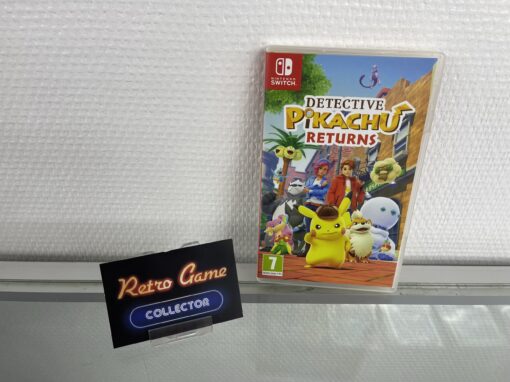 NINTENDO
SWITCH
DETECTIVE
PIKACHU
RETURNS
7
Retro Game
COLLECTOR